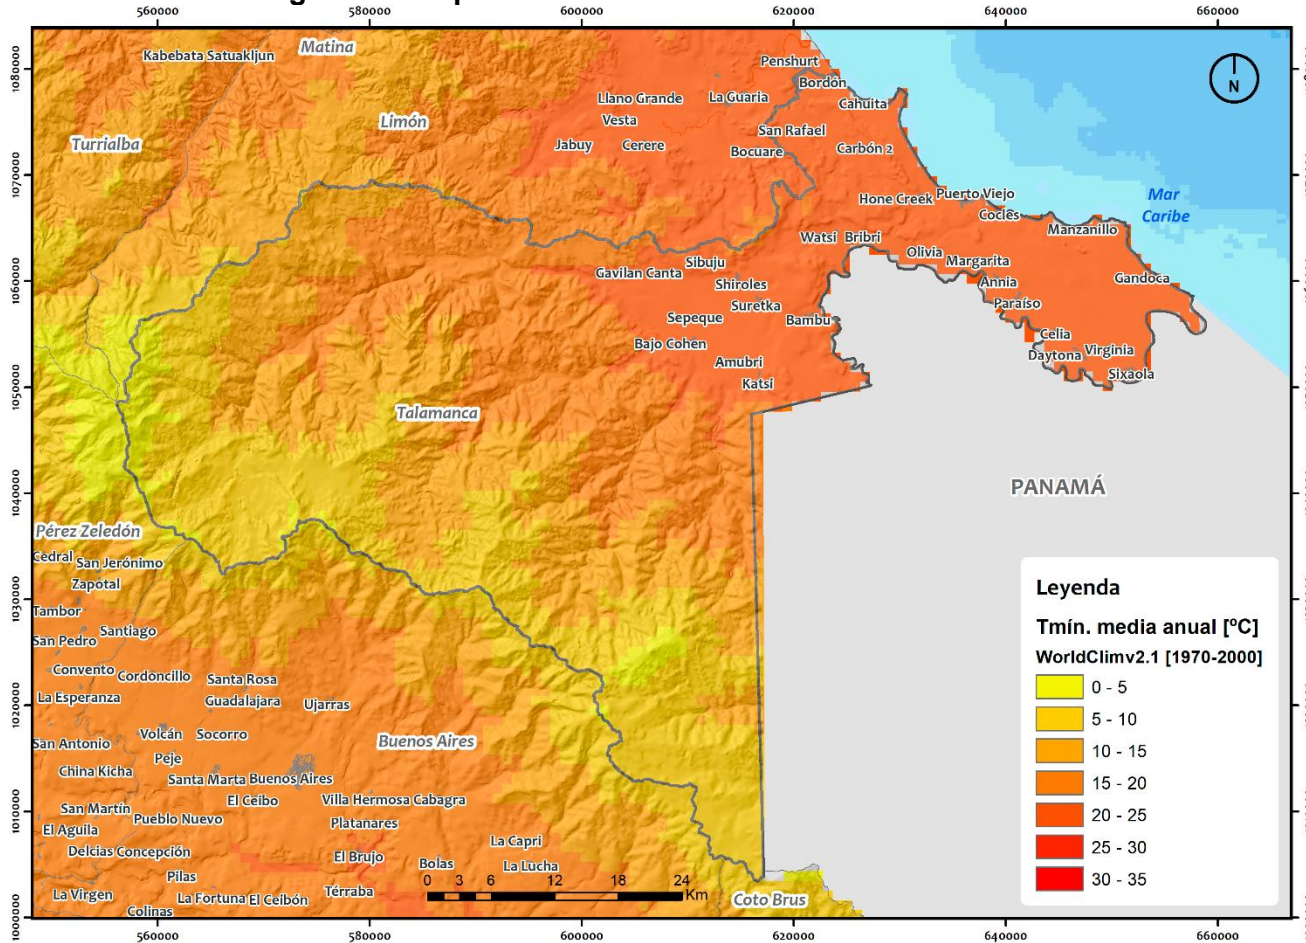 560000 580000 600000 620000 640000 660000
1080000
1070000
1060000
1050000
1040000
1030000
1020000
1010000
1000000
Kabebata Satuakljun
Matina
Penshurt
Bordón
Llano Grande
La Guaria
Cahuita
Limón
Vesta
Turrialba
San Rafael
Jabuy
Cerere
Bocuare
Carbón 2
N
Mar
Caribe
Hone Creek
Puerto Viejo
Cocles
Manzanillo
Watsi
Bribri
Olivia
Margarita
Sibuju
Gavilan Canta
Shiroles
Annia
Gandoca
Suretka
Paraíso
Sepeque
Bambu
Celia
Bajo Cohen
Daytona
Virginia
Amubri
Sixaola
Katsi
Talamanca
PANAMÁ
Pérez Zeledón
Cedral
San Jerónimo
Zapotal
Tambor
San Pedro
Santiago
Convento
Cordoncillo
Santa Rosa
La Esperanza
Guadalajara
Ujarras
San Antonio
Volcán
Socorro
Buenos Aires
Peje
China Kicha
Santa Marta
Buenos Aires
El Ceibo
Villa Hermosa
Cabagra
San Martín
Pueblo Nuevo
Platanares
El Aguila
La Capri
Delcias
Concepción
El Brujo
Bolas
La Lucha
Pilas
La Virgen
La Fortuna
El Ceibón
Térraba
Colinas
Coto Brus
0 3 6 12 18 24
Km
Leyenda
Tmín. media anual [ºC]
WorldClimv2.1 [1970-2000]
0 - 5
5 - 10
10 - 15
15 - 20
20 - 25
25 - 30
30 - 35
560000 580000 600000 620000 640000 660000